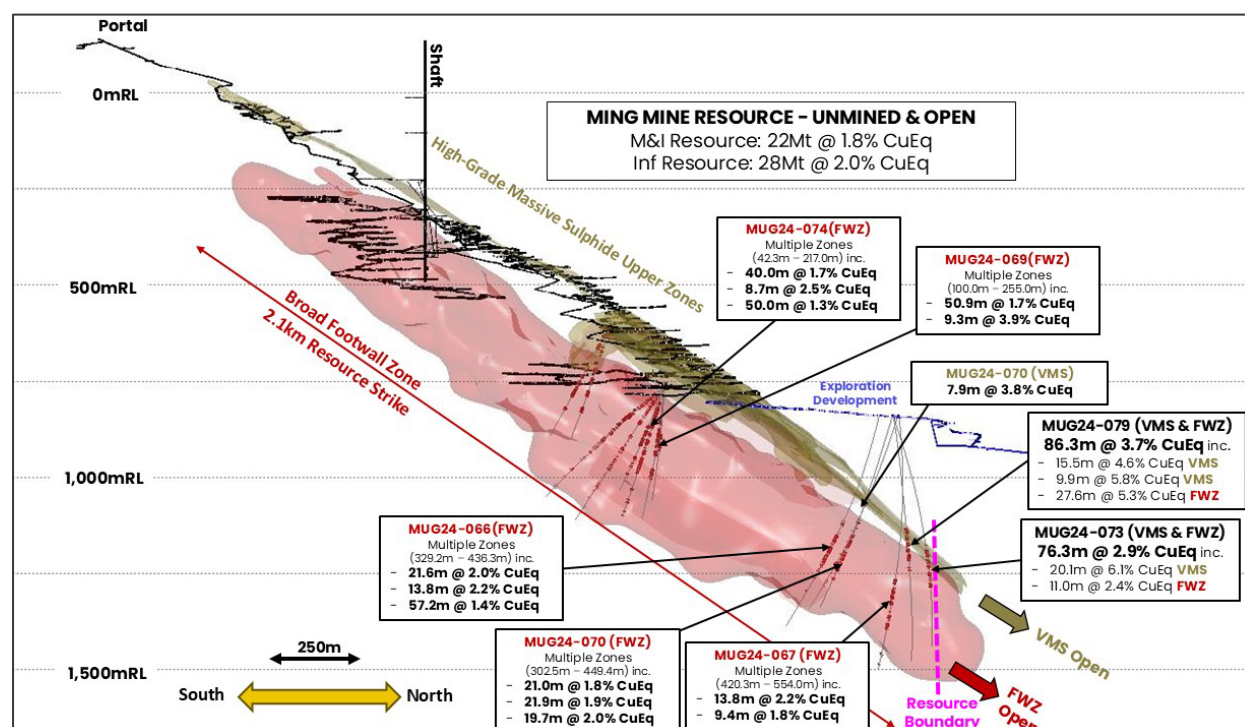 Portal
Shaft
0mRL
MING MINE RESOURCE - UNMINED & OPEN
M&I Resource: 22Mt @ 1.8% CuEq
Inf Resource: 28Mt @ 2.0% CuEq
High-Grade Massive Sulphide Upper Zones
500mRL
Broad Footwall Zone
2.1km Resource Strike
MUG24-074(FWZ)
Multiple Zones
(42.3m – 217.0m) inc.
- 40.0m @ 1.7% CuEq
- 8.7m @ 2.5% CuEq
- 50.0m @ 1.3% CuEq
MUG24-069(FWZ)
Multiple Zones
(100.0m – 255.0m) inc.
- 50.9m @ 1.7% CuEq
- 9.3m @ 3.9% CuEq
MUG24-070 (VMS)
7.9m @ 3.8% CuEq
Exploration
Development
MUG24-079 (VMS & FWZ)
86.3m @ 3.7% CuEq inc.
- 15.5m @ 4.6% CuEq VMS
- 9.9m @ 5.8% CuEq VMS
- 27.6m @ 5.3% CuEq FWZ
1,000mRL
MUG24-066(FWZ)
Multiple Zones
(329.2m – 436.3m) inc.
- 21.6m @ 2.0% CuEq
- 13.8m @ 2.2% CuEq
- 57.2m @ 1.4% CuEq
MUG24-073 (VMS & FWZ)
76.3m @ 2.9% CuEq inc.
- 20.1m @ 6.1% CuEq VMS
- 11.0m @ 2.4% CuEq FWZ
MUG24-070 (FWZ)
Multiple Zones
(302.5m – 449.4m) inc.
- 21.0m @ 1.8% CuEq
- 21.9m @ 1.9% CuEq
- 19.7m @ 2.0% CuEq
MUG24-067 (FWZ)
Multiple Zones
(420.3m – 554.0m) inc.
- 13.8m @ 2.2% CuEq
- 9.4m @ 1.8% CuEq
VMS Open
FWZ
Open
Resource
Boundary
1,500mRL
250m
South
North